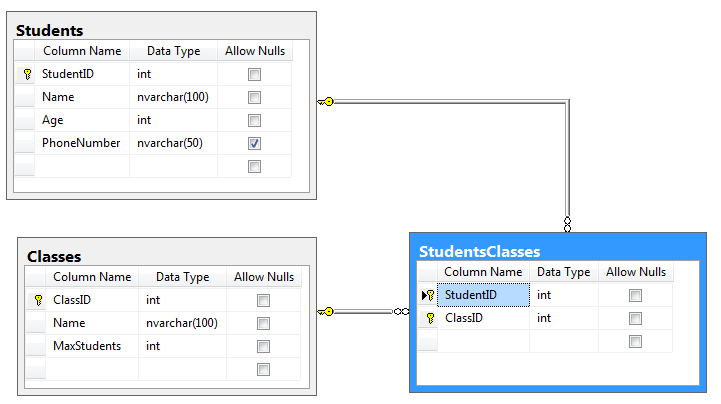 Students
Column Name Data Type Allow Nulls
StudentID int
Name nvarchar(100)
Age int
PhoneNumber nvarchar(50)
Classes
Column Name Data Type Allow Nulls
ClassID int
Name nvarchar(100)
MaxStudents int
StudentsClasses
Column Name Data Type Allow Nulls
StudentID int
ClassID int